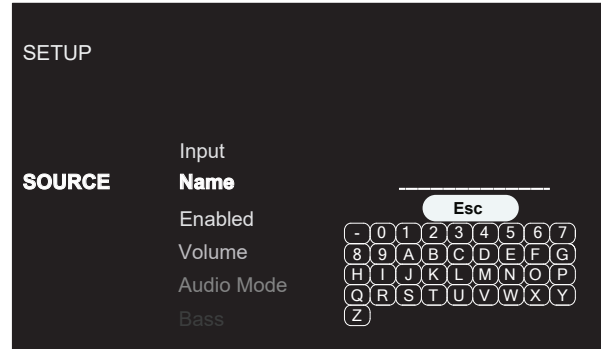 SETUP
Input
SOURCE Name _____________
Esc
Enabled
- 0 1 2 3 4 5 6 7
Volume
8 9 A B C D E F G
H I J K L M N O P
Audio Mode
Q R S T U V W X Y
Bass
Z